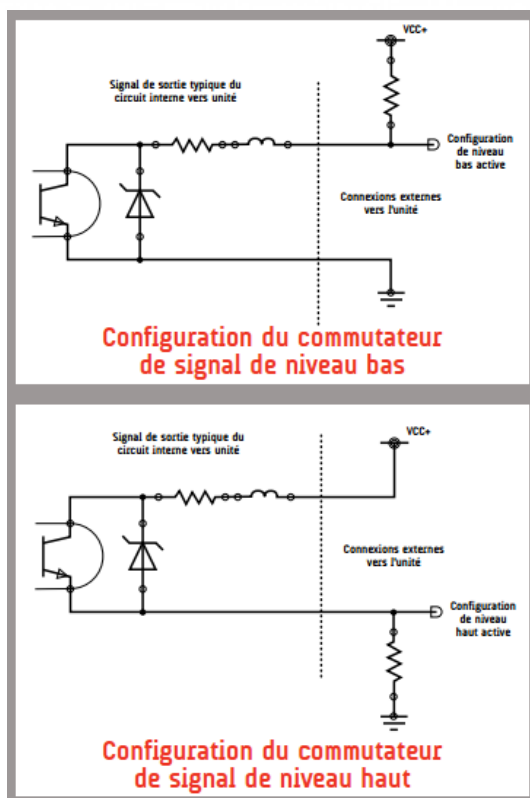 VCC+
Signal de sortie typique du
circuit interne vers unité
Configuration
de niveau
bas active
Connexions externes
vers l'unité
Configuration du commutateur
de signal de niveau bas
VCC+
Signal de sortie typique du
circuit interne vers unité
Connexions externes
vers l'unité
Configuration
de niveau
haut active
Configuration du commutateur
de signal de niveau haut